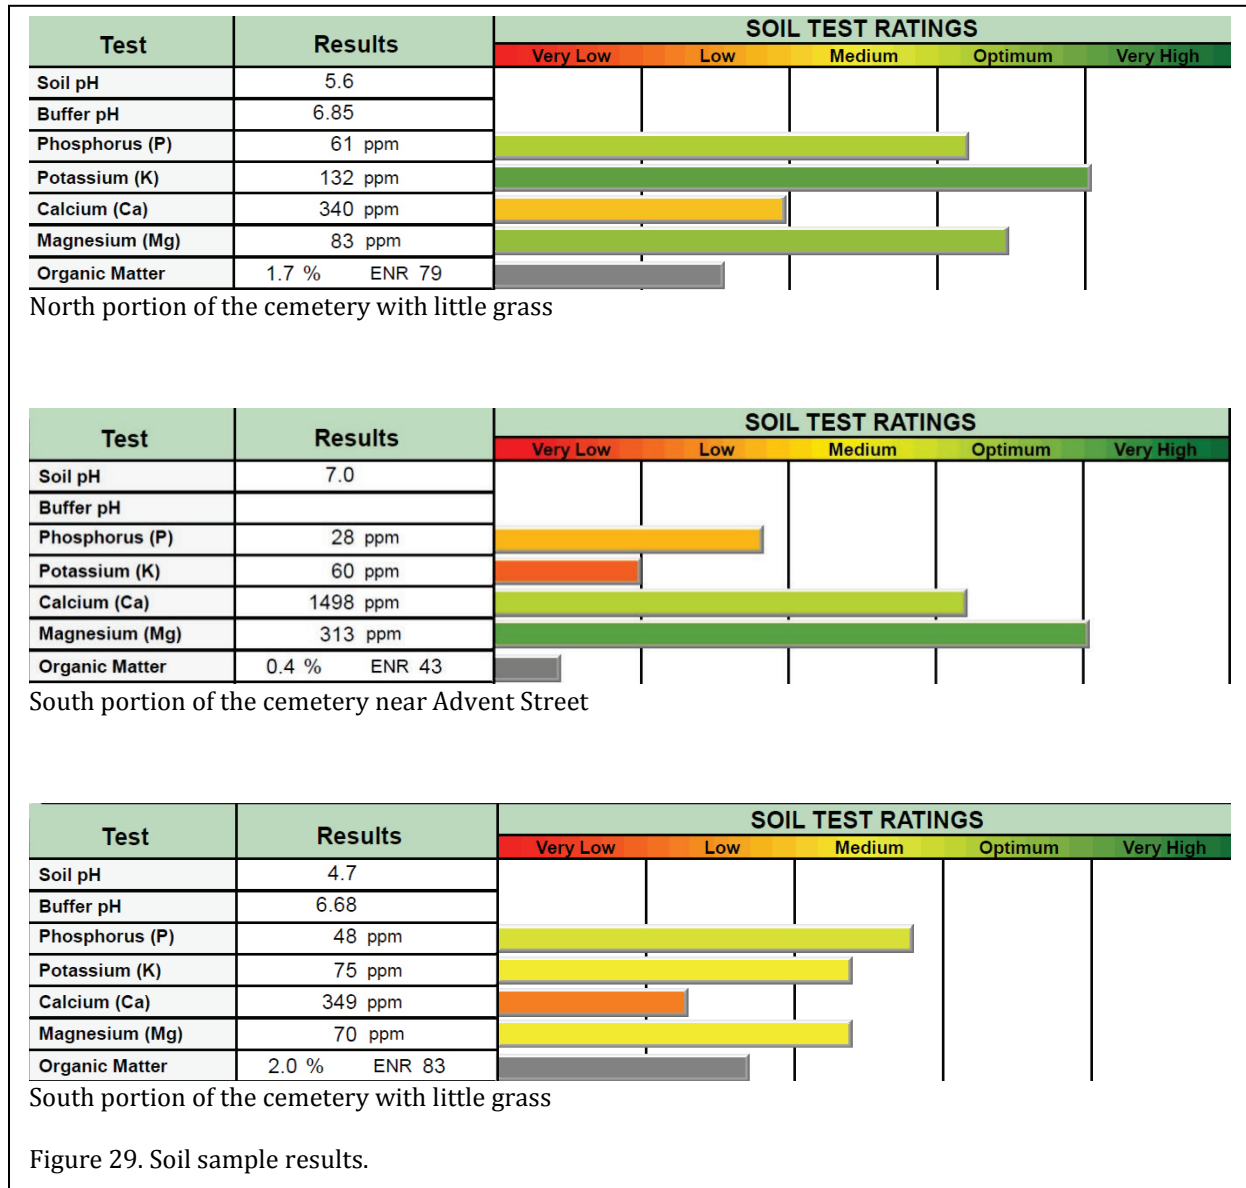 Test Results SOIL TEST RATINGS
Very Low Low Medium Optimum Very High
Soil pH 5.6
Buffer pH 6.85
Phosphorus (P) 61 ppm
Potassium (K) 132 ppm
Calcium (Ca) 340 ppm
Magnesium (Mg) 83 ppm
Organic Matter 1.7 % ENR 79
North portion of the cemetery with little grass
Test Results SOIL TEST RATINGS
Very Low Low Medium Optimum Very High
Soil pH 7.0
Buffer pH
Phosphorus (P) 28 ppm
Potassium (K) 60 ppm
Calcium (Ca) 1498 ppm
Magnesium (Mg) 313 ppm
Organic Matter 0.4 % ENR 43
South portion of the cemetery near Advent Street
Test Results SOIL TEST RATINGS
Very Low Low Medium Optimum Very High
Soil pH 4.7
Buffer pH 6.68
Phosphorus (P) 48 ppm
Potassium (K) 75 ppm
Calcium (Ca) 349 ppm
Magnesium (Mg) 70 ppm
Organic Matter 2.0 % ENR 83
South portion of the cemetery with little grass
Figure 29. Soil sample results.